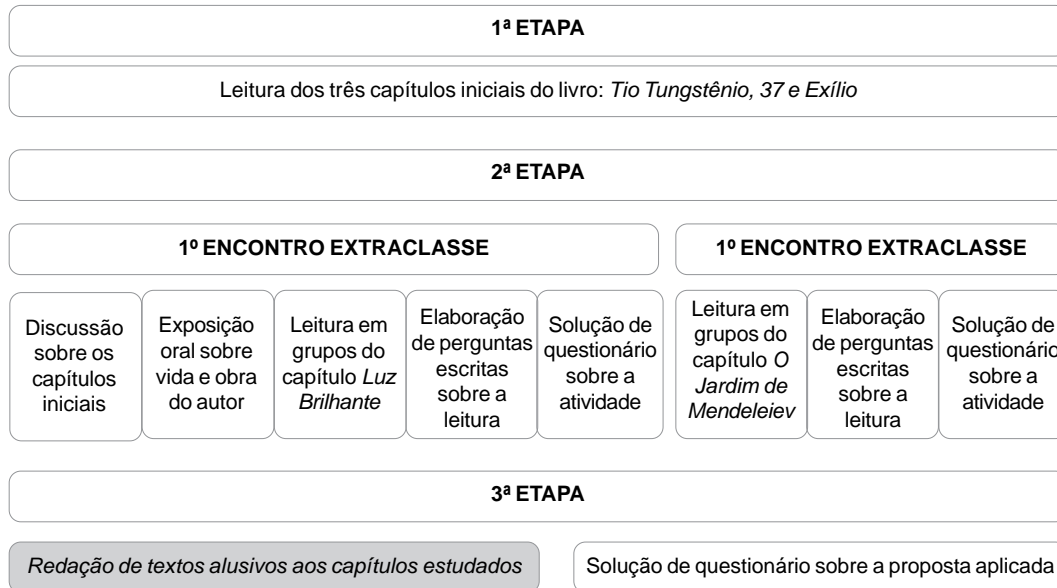 1ª ETAPA
Leitura dos três capítulos iniciais do livro: Tio Tungstênio, 37 e Exílio
2ª ETAPA
1º ENCONTRO EXTRACLASSE
1º ENCONTRO EXTRACLASSE
Discussão
sobre os
capítulos
iniciais
Exposição
oral sobre
vida e obra
do autor
Leitura em
grupos do
capítulo Luz
Brilhante
Elaboração
de perguntas
escritas
sobre a
leitura
Solução de
questionário
sobre a
atividade
Leitura em
grupos do
capítulo O
Jardim de
Mendeleiev
Elaboração
de perguntas
escritas
sobre a
leitura
Solução de
questionário
sobre a
atividade
3ª ETAPA
Redação de textos alusivos aos capítulos estudados
Solução de questionário sobre a proposta aplicada